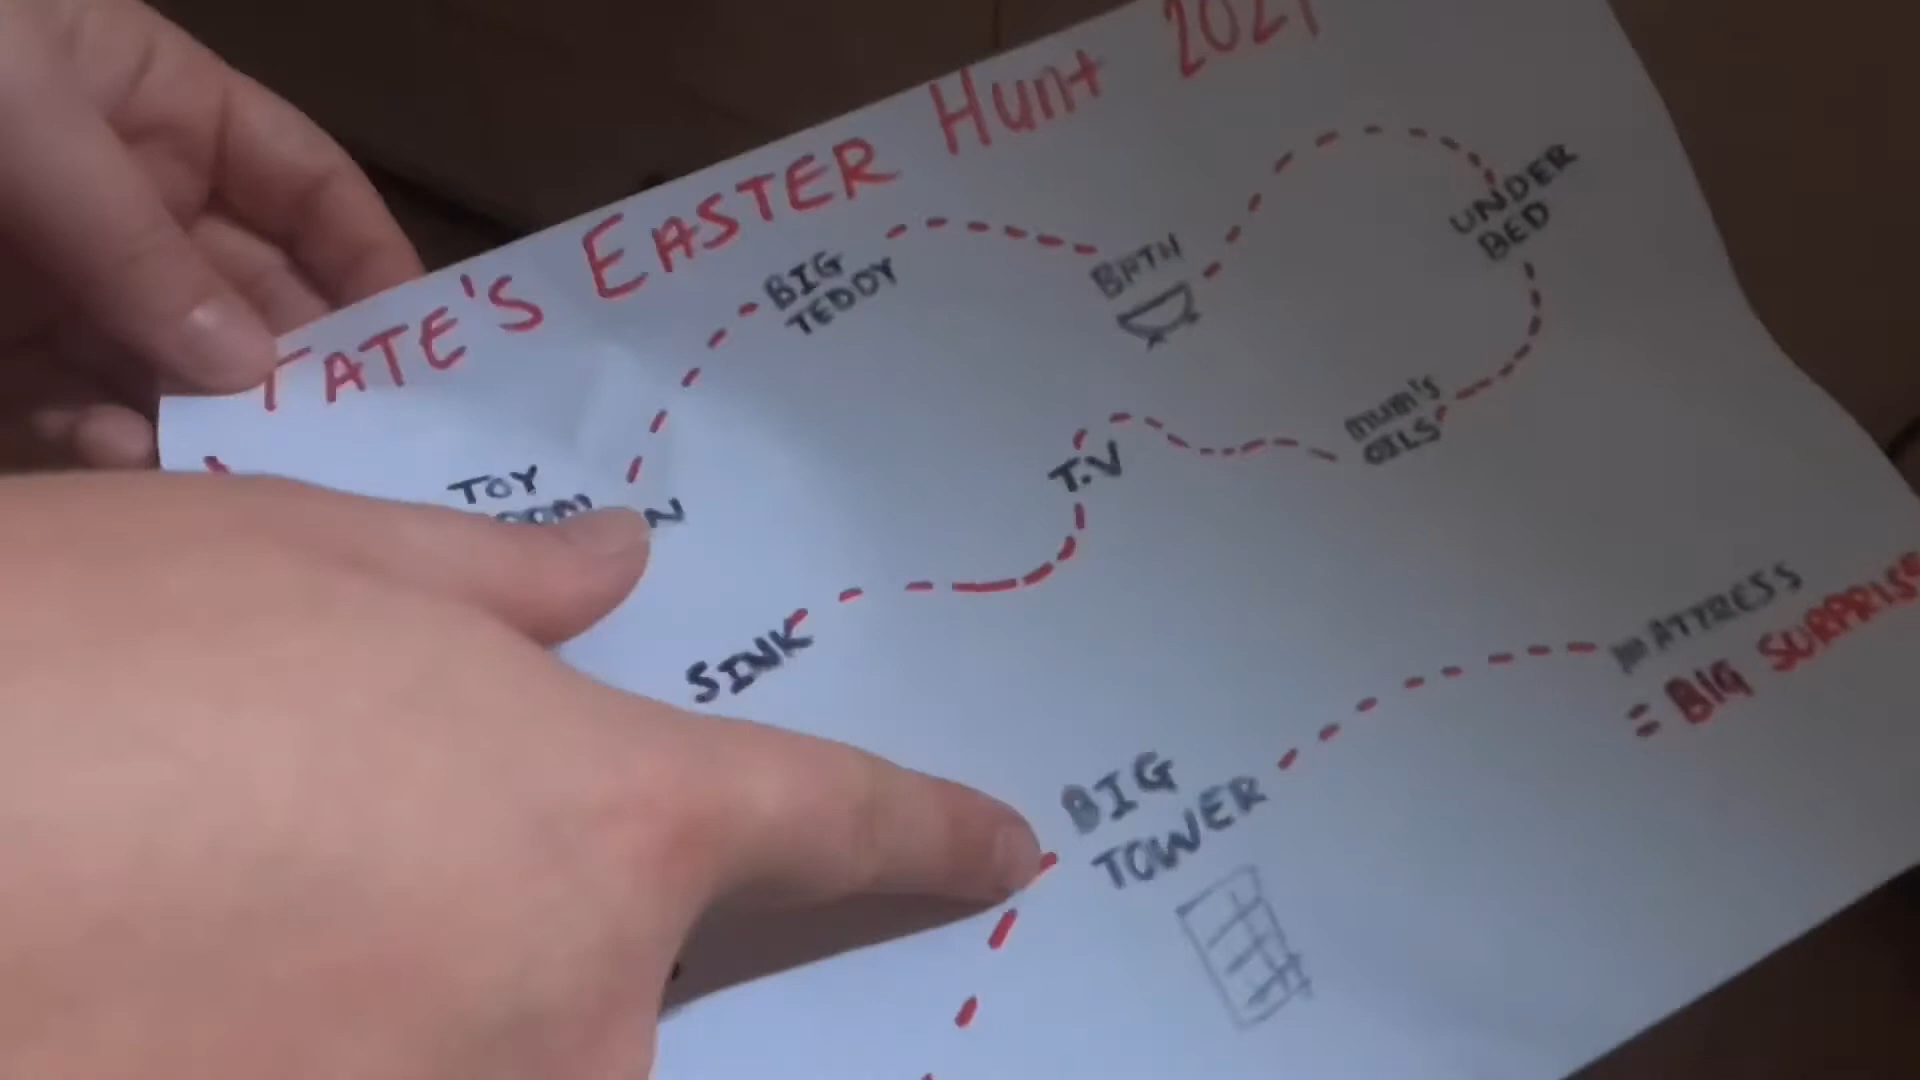 TATE'S EASTER Hunt 2021
BIG
TEDDY
BATH
UNDER
BED
TOY
MUM'S
OILS
T.V
SINK
MATTRESS
= BIG SURPRISE
BIG
TOWER